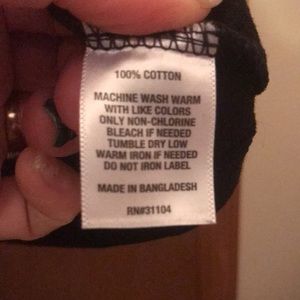 100% COTTON
MACHINE WASH WARM
WITH LIKE COLORS
ONLY NON-CHLORINE
BLEACH IF NEEDED
TUMBLE DRY LOW
WARM IRON IF NEEDED
DO NOT IRON LABEL
MADE IN BANGLADESH
RN#31104